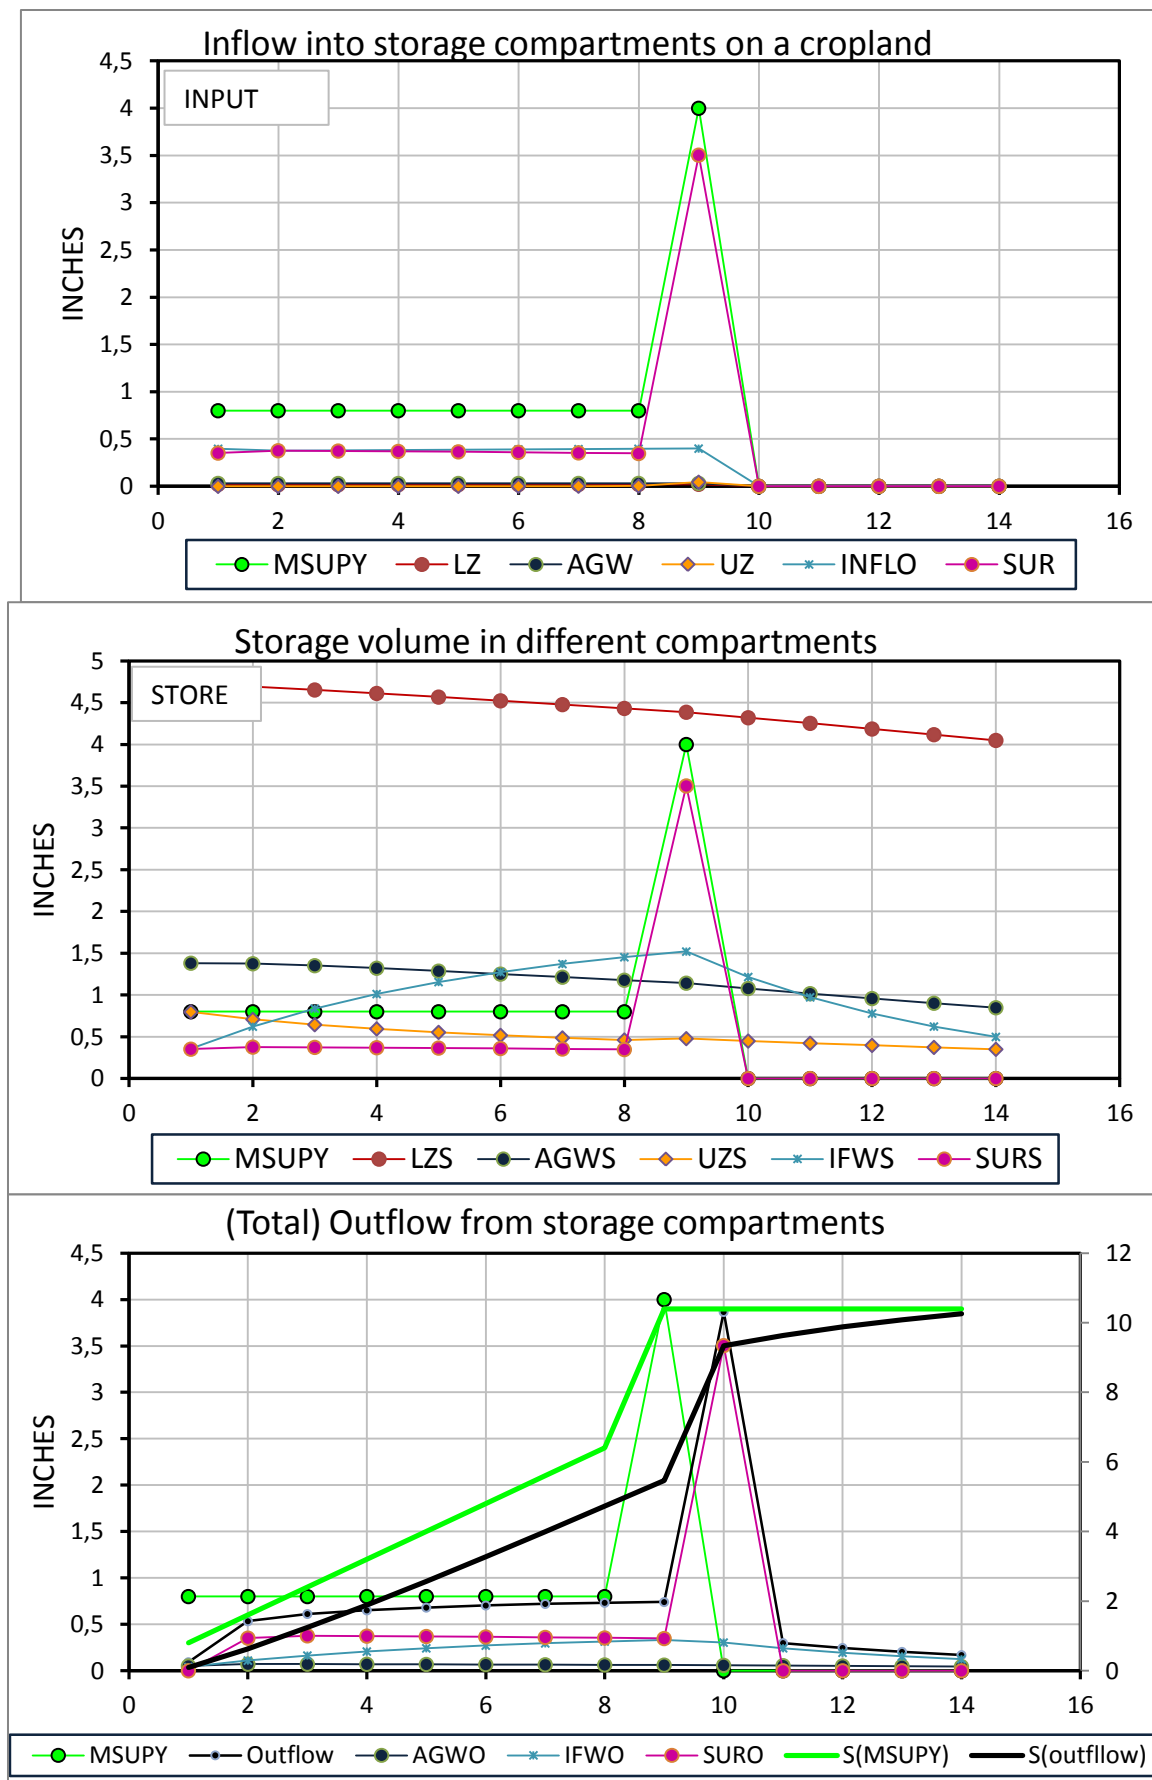 Inflow into storage compartments on a cropland
4,5
INPUT
4
3,5
3
2,5
2
1,5
1
0,5
0
INCHES
0 2 4 6 8 10 12 14 16
MSUPY LZ AGW UZ INFLO SUR
Storage volume in different compartments
5
STORE
4,5
4
3,5
3
2,5
2
1,5
1
0,5
0
INCHES
0 2 4 6 8 10 12 14 16
MSUPY LZS AGWS UZS IFWS SURS
(Total) Outflow from storage compartments
4,5 12
4 10
3,5
3 8
2,5
2 6
1,5 4
1 2
0,5
0 0
INCHES
0 2 4 6 8 10 12 14 16
MSUPY Outflow AGWO IFWO SURO S(MSUPY) S(outfllow)